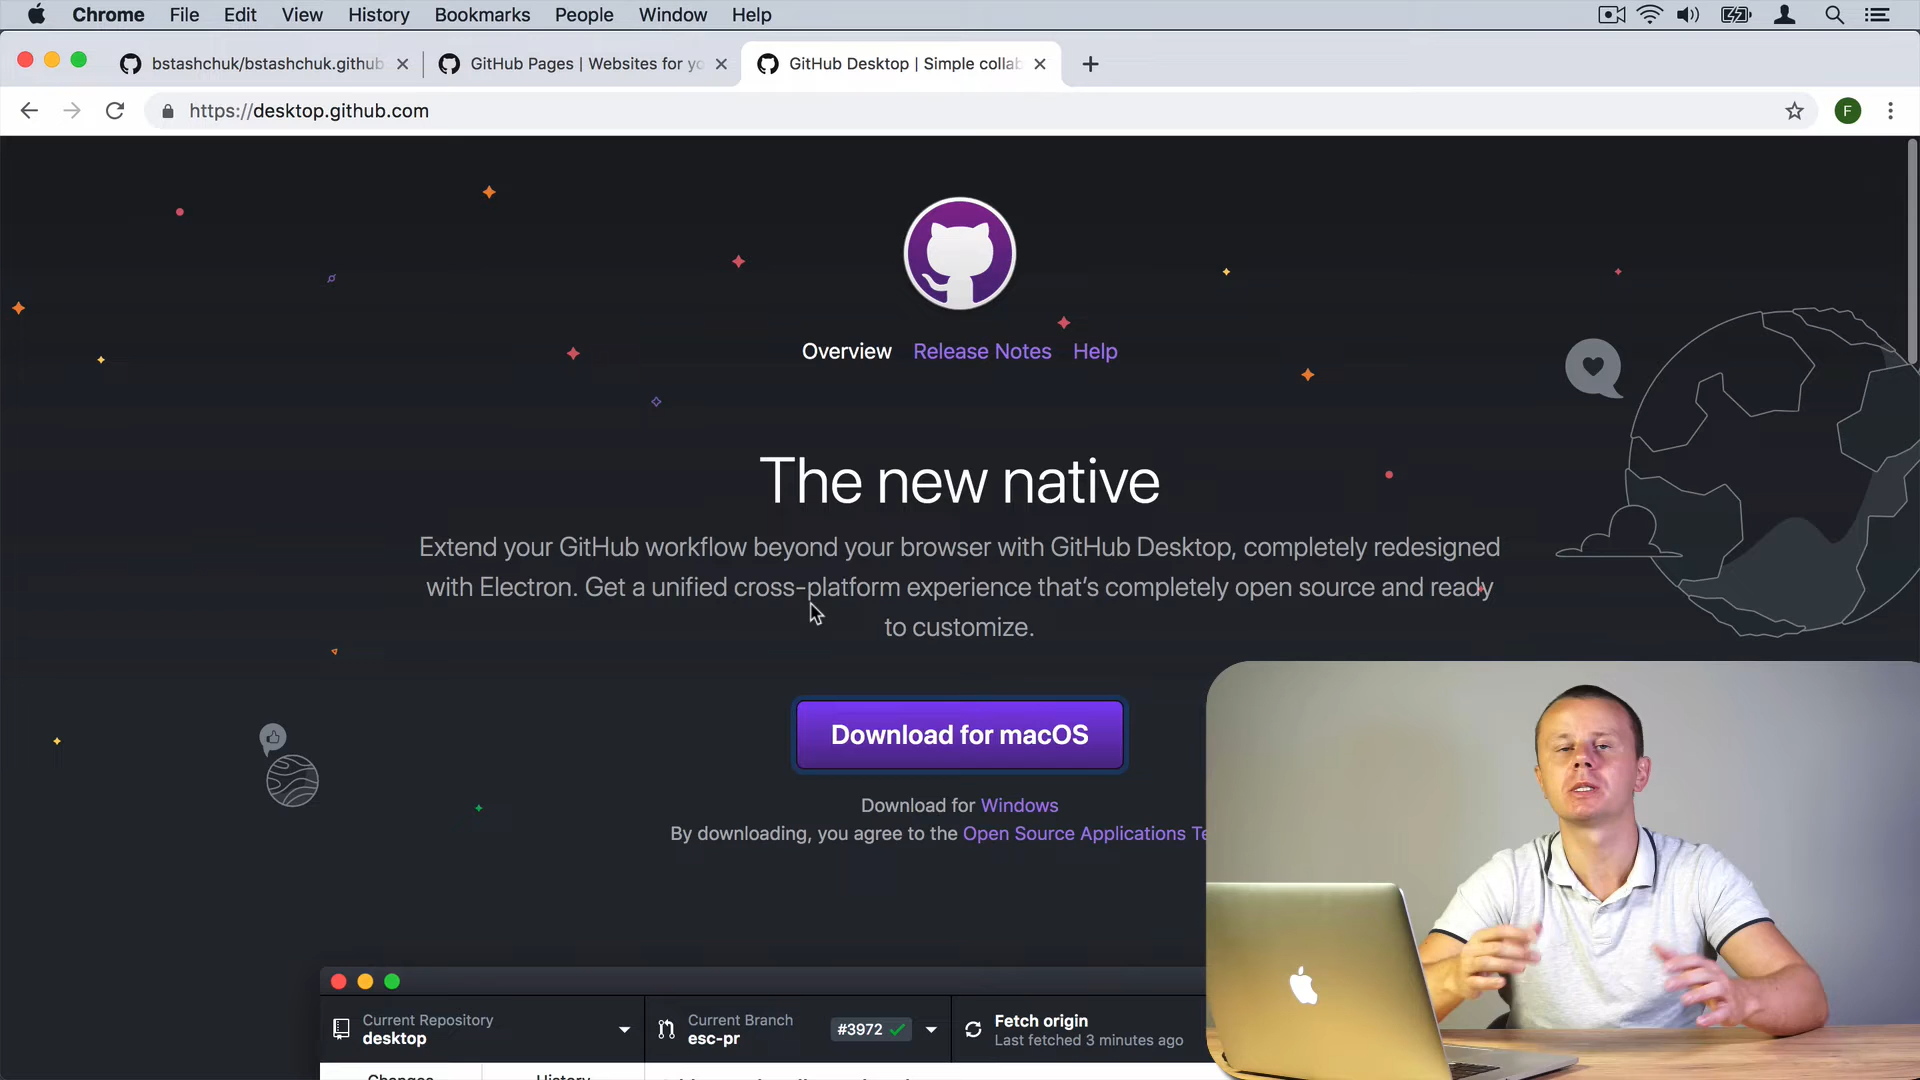 Chrome File Edit View History Bookmarks People Window Help
bstashchuk/bstashchuk.github GitHub Pages | Websites for yo GitHub Desktop | Simple collab
https://desktop.github.com F
Overview Release Notes Help
The new native
Extend your GitHub workflow beyond your browser with GitHub Desktop, completely redesigned
with Electron. Get a unified cross-platform experience that's completely open source and ready
to customize.
Download for macOS
Download for Windows
By downloading, you agree to the Open Source Applications Te
Current Repository
desktop
Current Branch
esc-pr
#3972
Fetch origin
Last fetched 3 minutes ago
Changes History